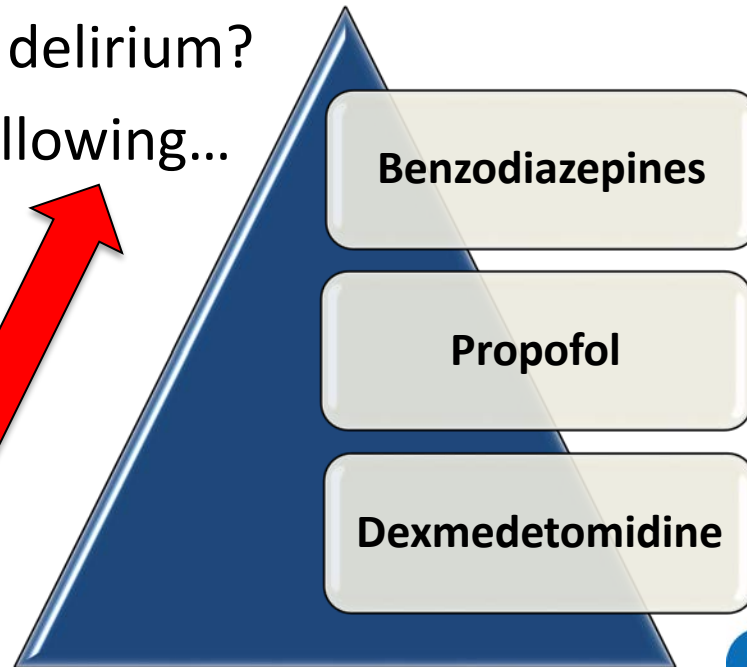 delirium?
llowing…
Benzodiazepines
Propofol
Dexmedetomidine